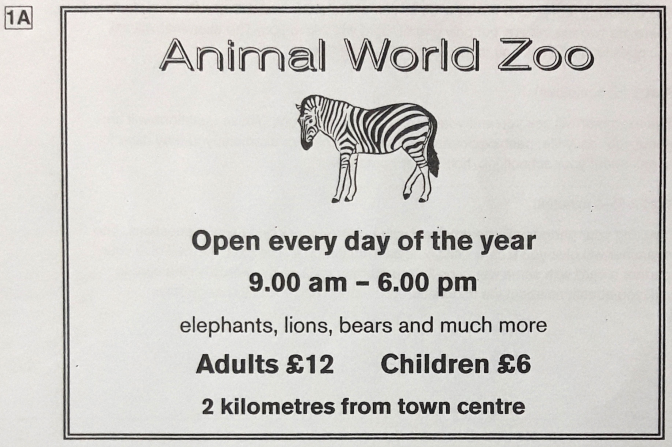 1A
Animal World Zoo
Open every day of the year
9.00 am – 6.00 pm
elephants, lions, bears and much more
Adults £12 Children £6
2 kilometres from town centre